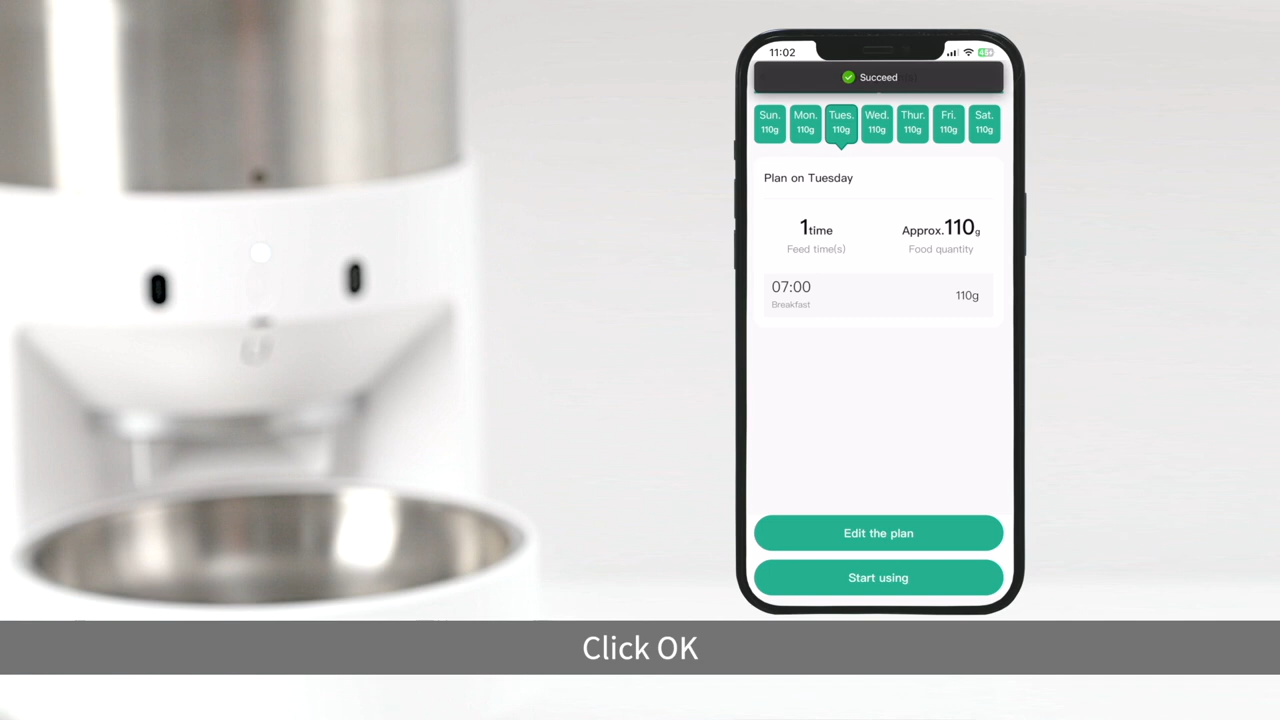 11:02
45
Succeed
Sun. Mon. Tues. Wed. Thur. Fri. Sat.
110g 110g 110g 110g 110g 110g 110g
Plan on Tuesday
1time Approx.110g
Feed time(s) Food quantity
07:00 110g
Breakfast
Edit the plan
Start using
Click OK